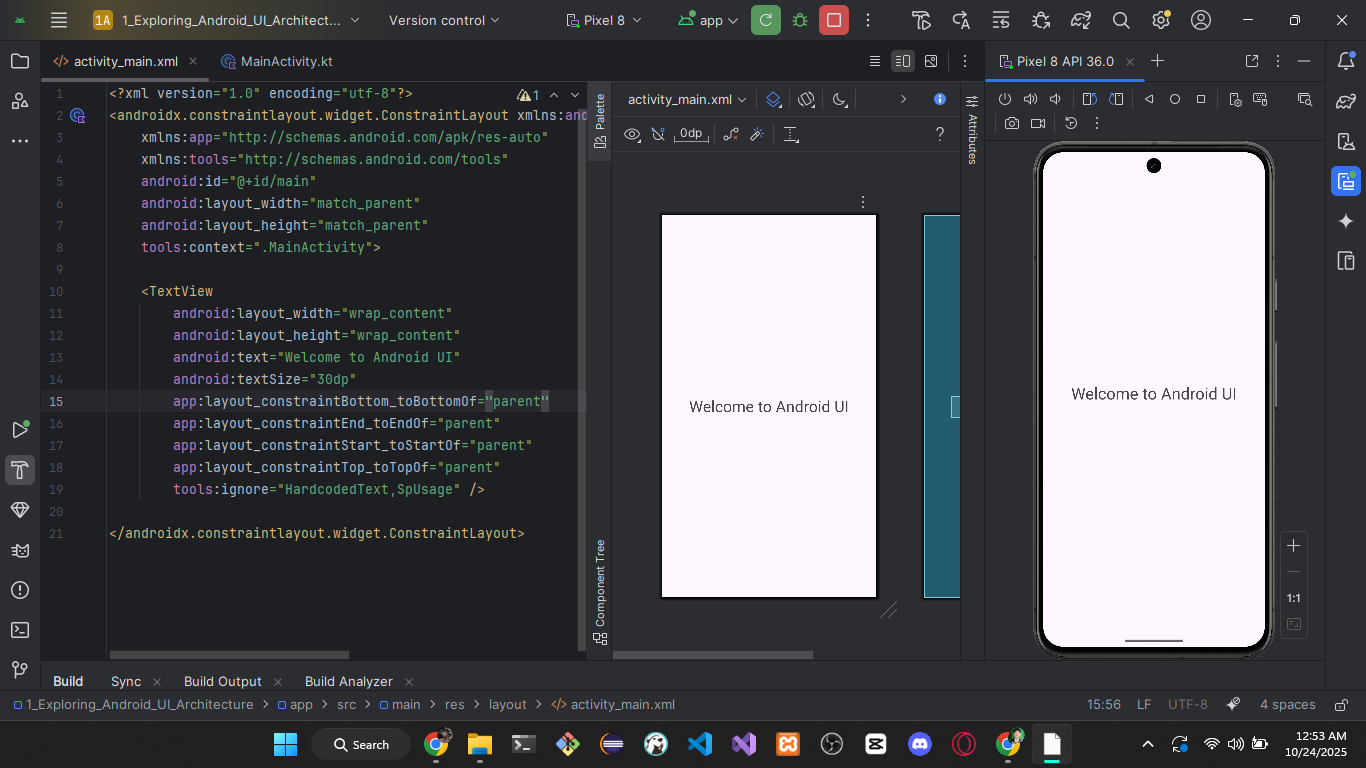 1A 1_Exploring_Android_UI_Architect... Version control Pixel 8 app
activity_main.xml MainActivity.kt Pixel 8 API 36.0
1 <?xml version="1.0" encoding="utf-8"?> 1
2 <androidx.constraintlayout.widget.ConstraintLayout xmlns:and
3 xmlns:app="http://schemas.android.com/apk/res-auto"
4 xmlns:tools="http://schemas.android.com/tools"
5 android:id="@+id/main"
6 android:layout_width="match_parent"
7 android:layout_height="match_parent"
8 tools:context=".MainActivity">
9
10 <TextView
11 android:layout_width="wrap_content"
12 android:layout_height="wrap_content"
13 android:text="Welcome to Android UI"
14 android:textSize="30dp"
15 app:layout_constraintBottom_toBottomOf="parent"
16 app:layout_constraintEnd_toEndOf="parent"
17 app:layout_constraintStart_toStartOf="parent"
18 app:layout_constraintTop_toTopOf="parent"
19 tools:ignore="HardcodedText,SpUsage" />
20
21 </androidx.constraintlayout.widget.ConstraintLayout>
Palette
Component Tree
activity_main.xml
0dp ?
Attributes
Welcome to Android UI
Welcome to Android UI
1:1
Build Sync Build Output Build Analyzer
1_Exploring_Android_UI_Architecture > app > src > main > res > layout > activity_main.xml 15:56 LF UTF-8 4 spaces
Search
12:53 AM
10/24/2025